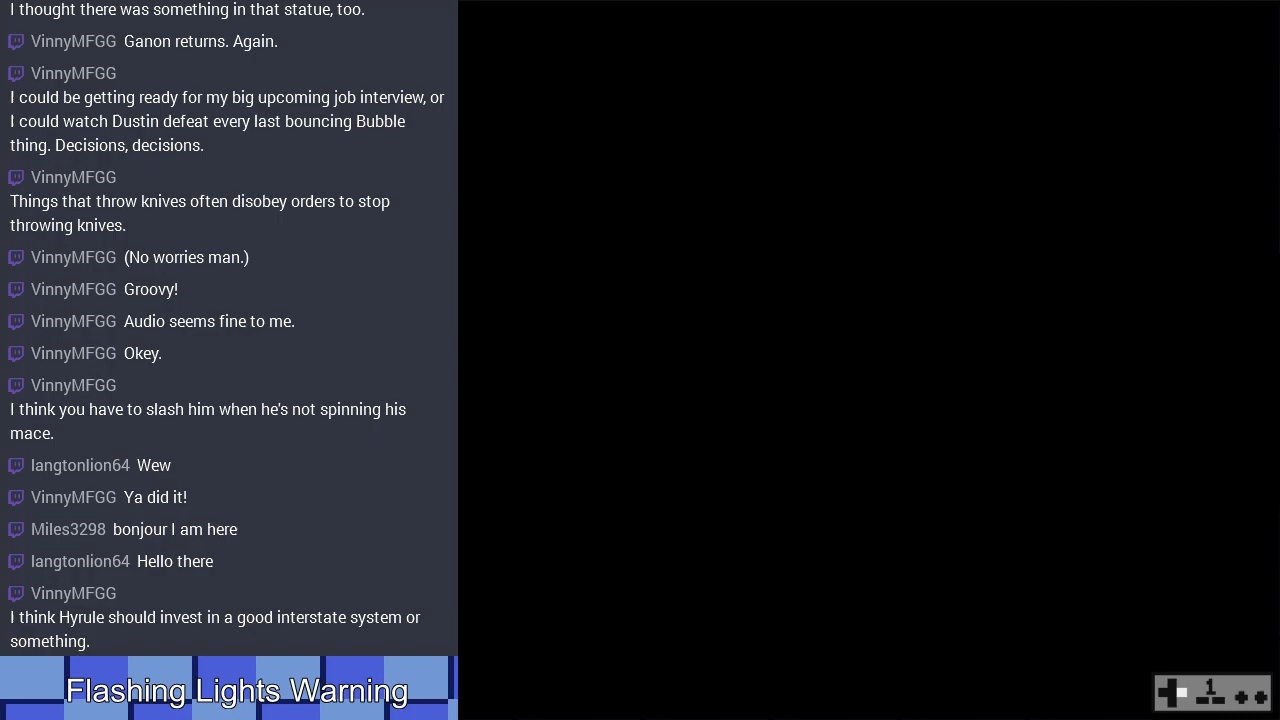 I thought there was something in that statue, too.
VinnyMFGG Ganon returns. Again.
VinnyMFGG
I could be getting ready for my big upcoming job interview, or
I could watch Dustin defeat every last bouncing Bubble
thing. Decisions, decisions.
VinnyMFGG
Things that throw knives often disobey orders to stop
throwing knives.
VinnyMFGG (No worries man.)
VinnyMFGG Groovy!
VinnyMFGG Audio seems fine to me.
VinnyMFGG Okey.
VinnyMFGG
I think you have to slash him when he's not spinning his
mace.
langtonlion64 Wew
VinnyMFGG Ya did it!
Miles3298 bonjour I am here
langtonlion64 Hello there
VinnyMFGG
I think Hyrule should invest in a good interstate system or
something.
Flashing Lights Warning
1